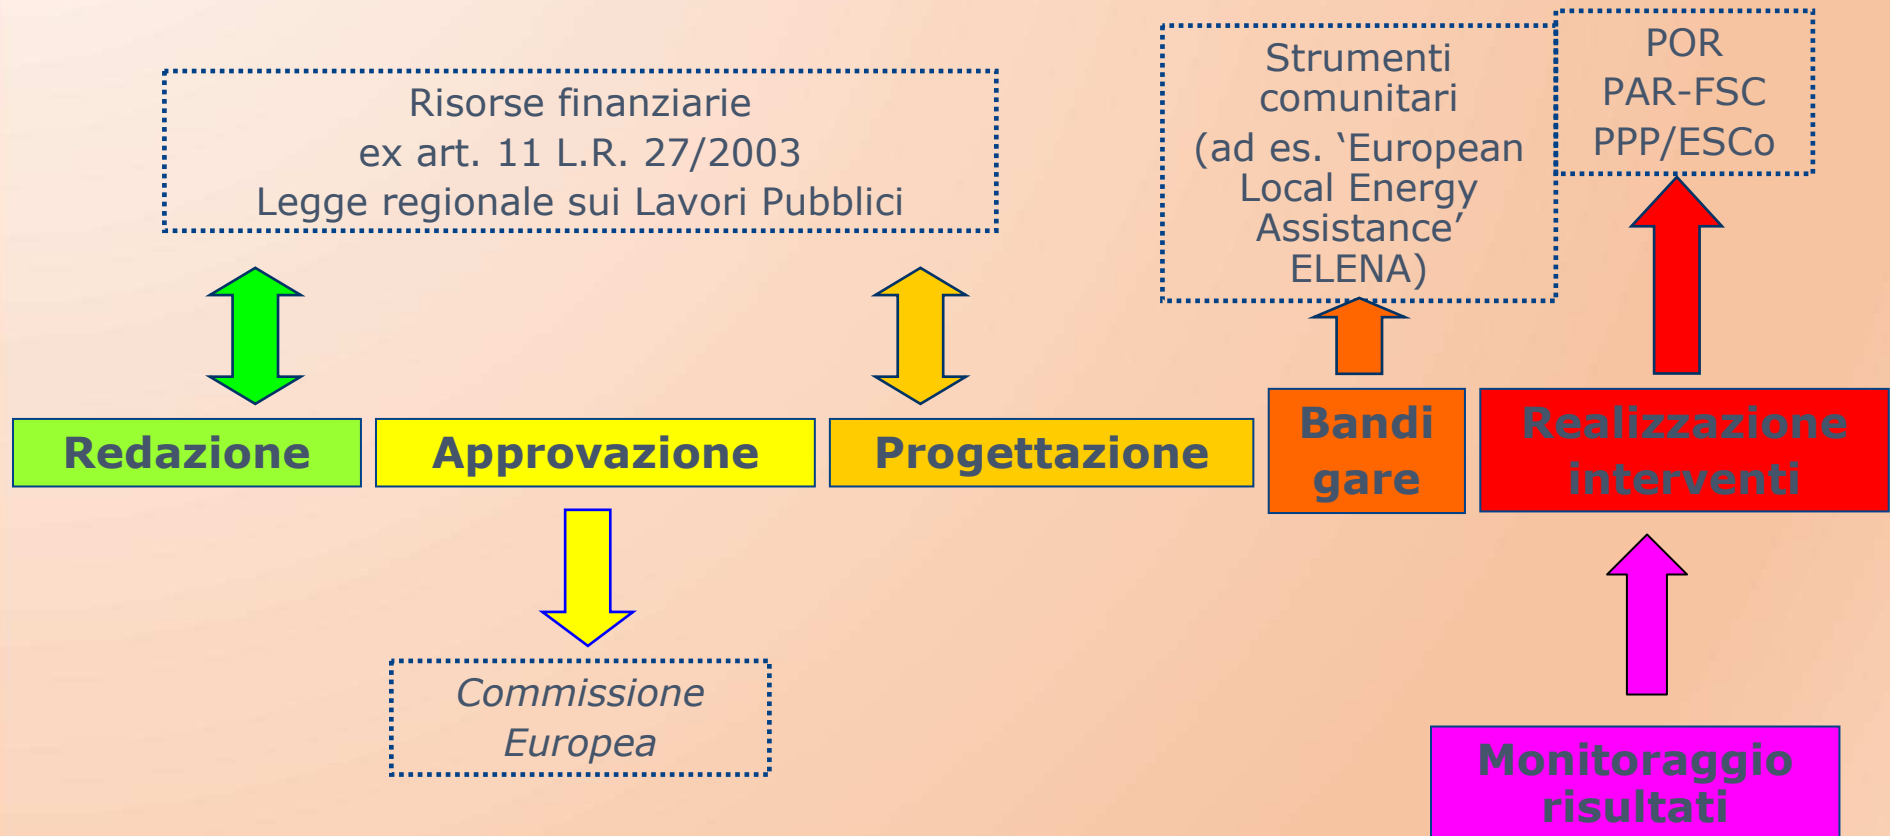 Risorse finanziarie
ex art. 11 L.R. 27/2003
Legge regionale sui Lavori Pubblici
Strumenti
comunitari
(ad es. ‘European
Local Energy
Assistance’
ELENA)
POR
PAR-FSC
PPP/ESCo
Redazione
Approvazione
Progettazione
Bandi
gare
Realizzazione
interventi
Commissione
Europea
Monitoraggio
risultati